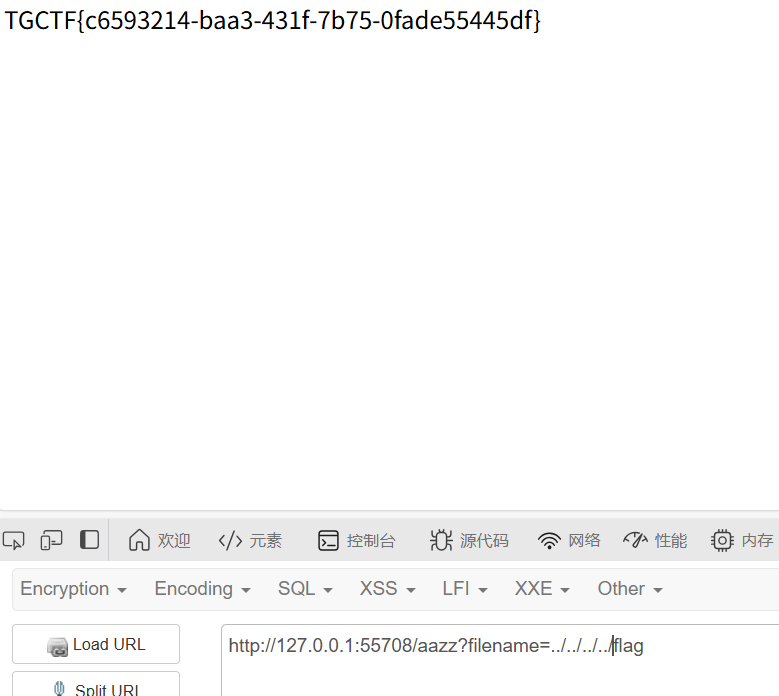 TGCTF{c6593214-baa3-431f-7b75-0fade55445df}
欢迎 元素 控制台 源代码 网络 性能 内存
Encryption Encoding SQL XSS LFI XXE Other
Load URL
http://127.0.0.1:55708/aazz?filename=../../../../flag
Split URL